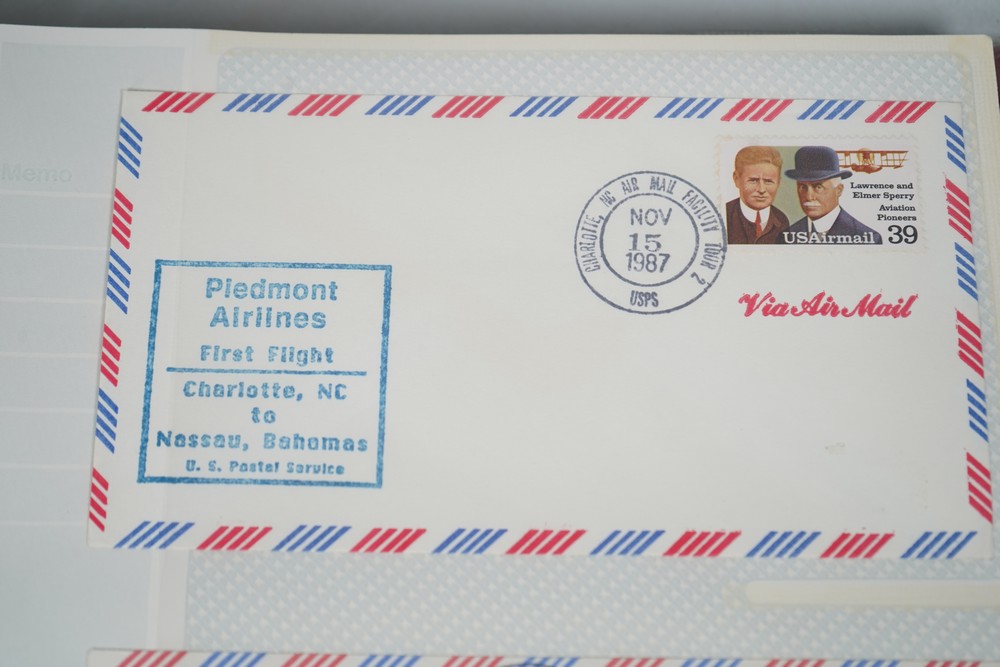 Memo
CHARLOTTE, NC AIR MAIL FACILITY TOUR 2
NOV
15
1987
USPS
Lawrence and
Elmer Sperry
Aviation
Pioneers
USAirmail 39
Via Air Mail
Piedmont
Airlines
First Flight
Charlotte, NC
to
Nassau, Bahamas
U. S. Postal Service